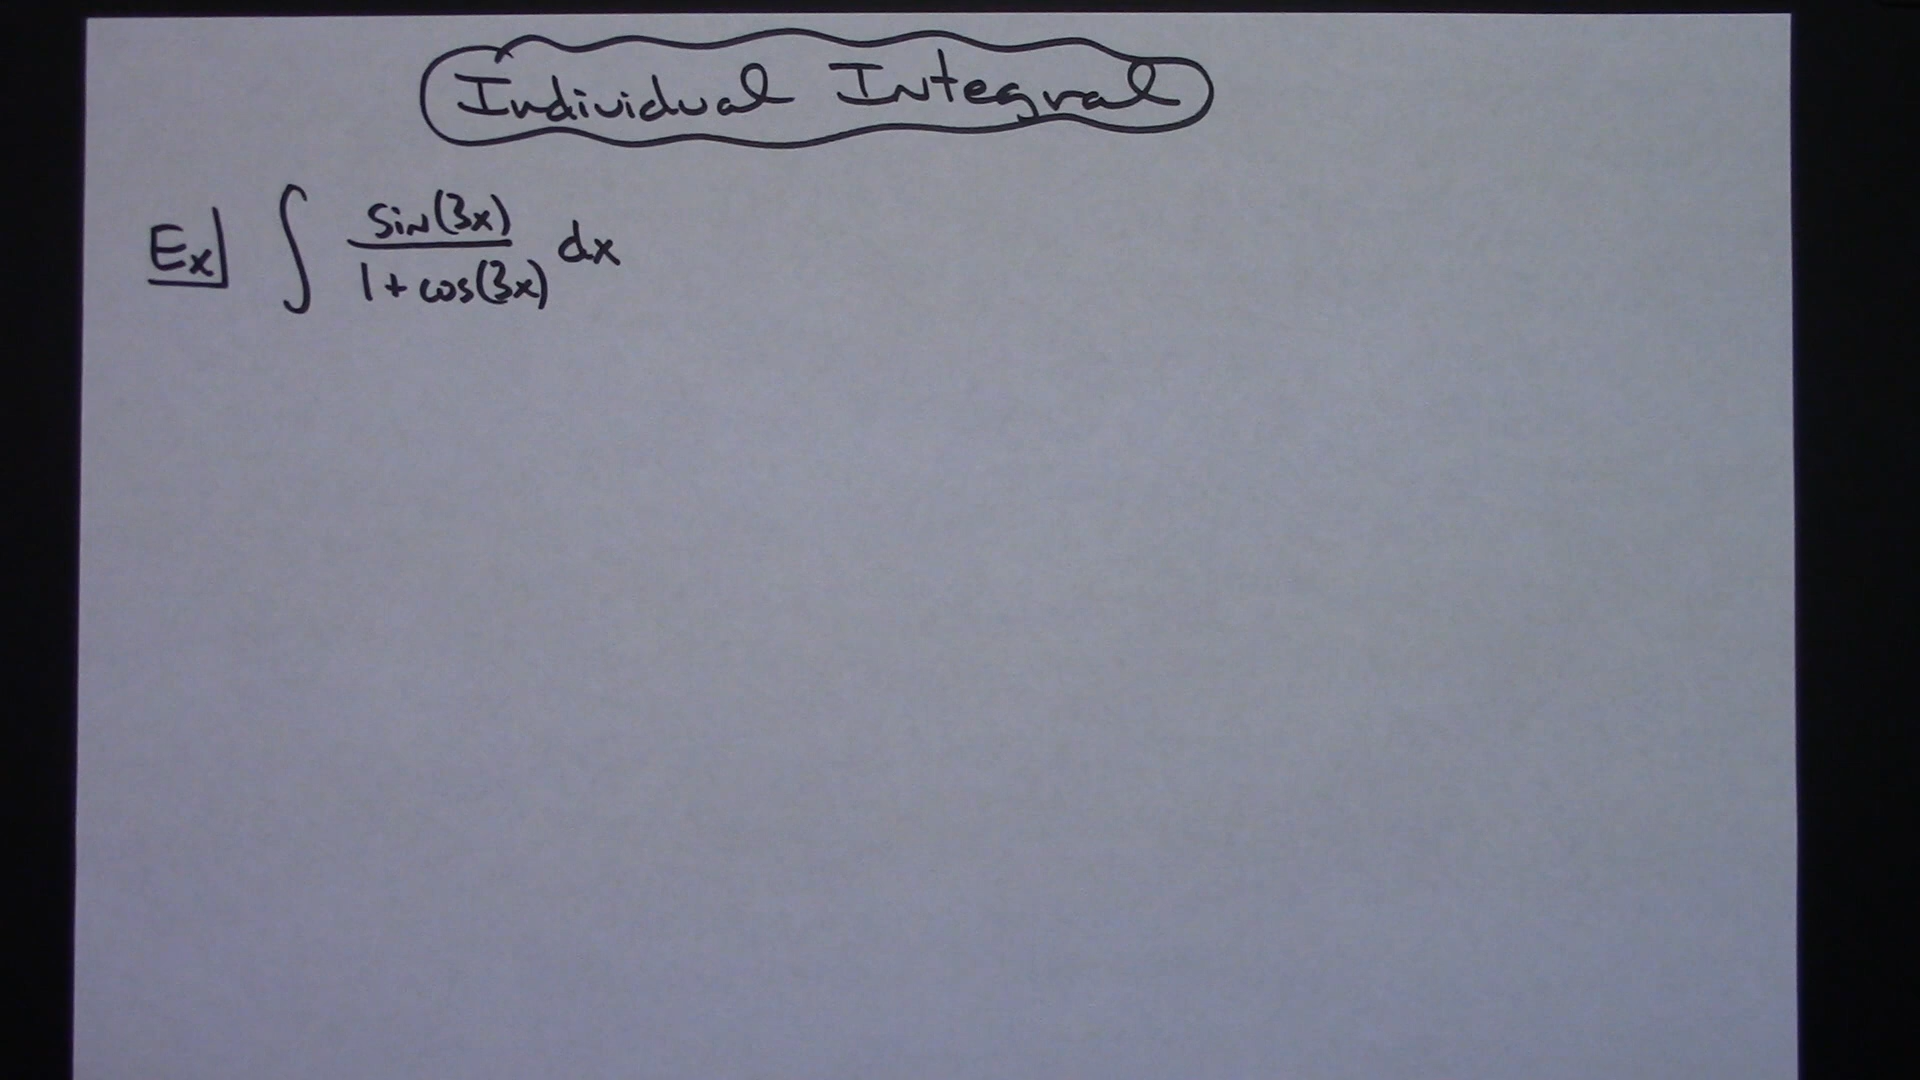 Individual Integral
Ex ∫ sin(3x) / 1 + cos(3x) dx